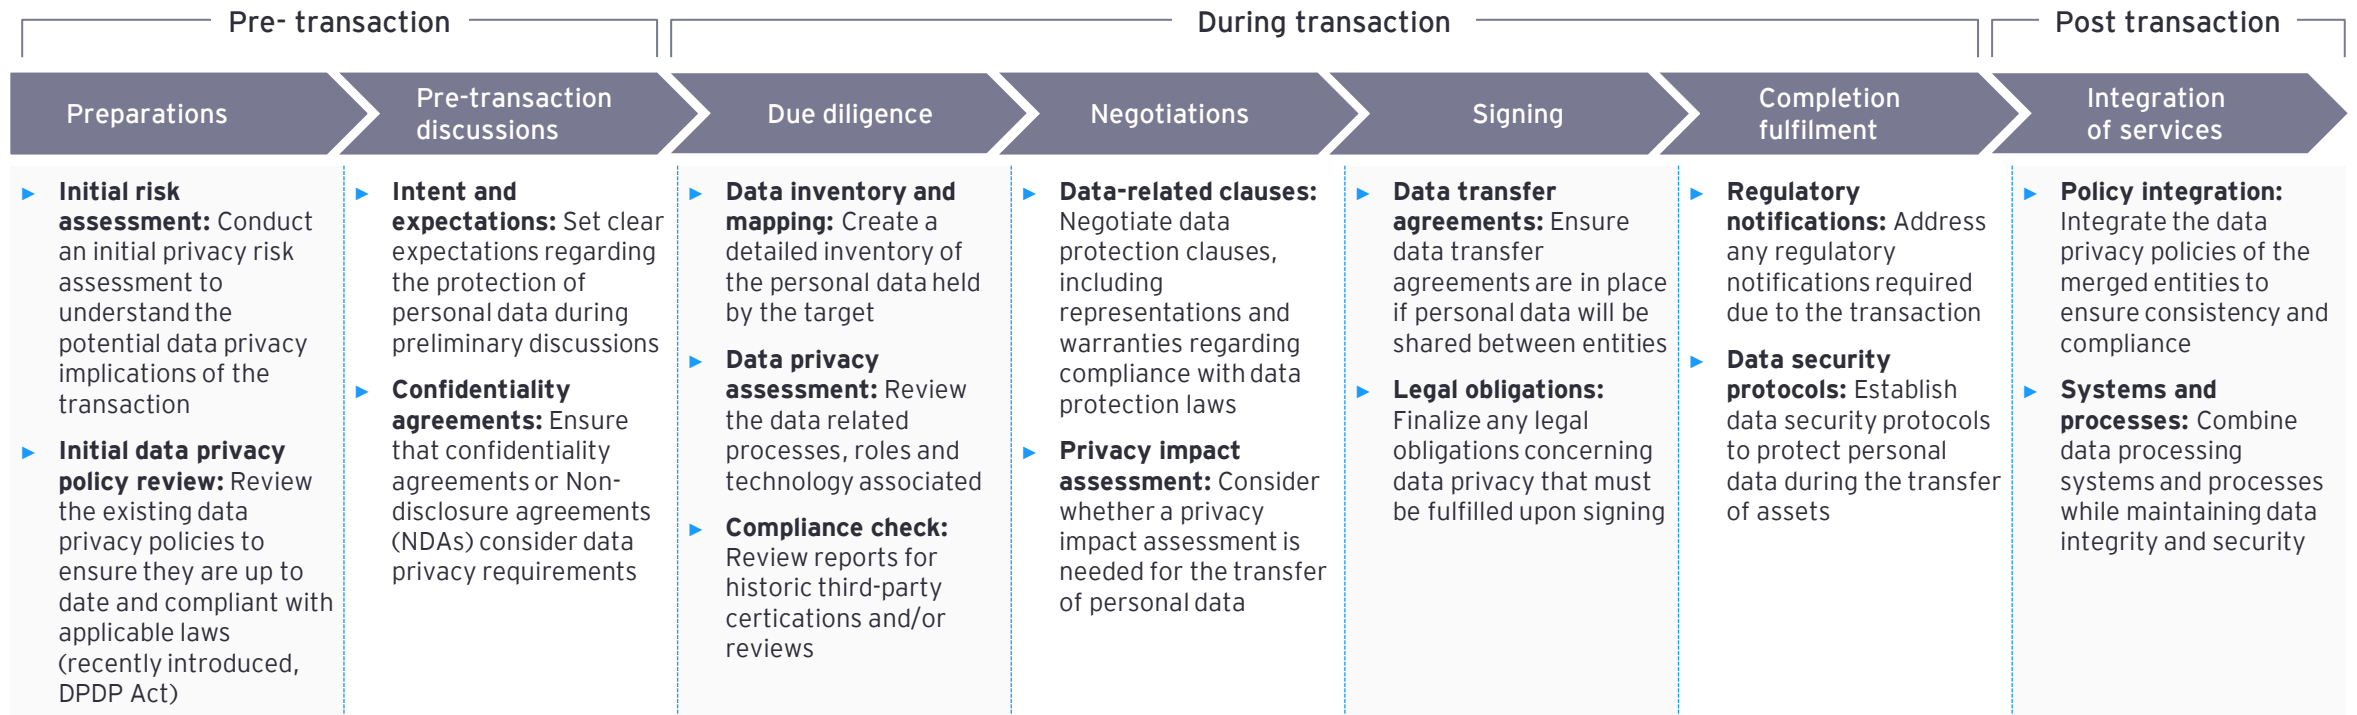 Pre- transaction
During transaction
Post transaction
Preparations
Pre-transaction
discussions
Due diligence
Negotiations
Signing
Completion
fulfilment
Integration
of services
Initial risk
assessment: Conduct
an initial privacy risk
assessment to
understand the
potential data privacy
implications of the
transaction
Initial data privacy
policy review: Review
the existing data
privacy policies to
ensure they are up to
date and compliant with
applicable laws
(recently introduced,
DPDP Act)
Intent and
expectations: Set clear
expectations regarding
the protection of
personal data during
preliminary discussions
Confidentiality
agreements: Ensure
that confidentiality
agreements or Non-
disclosure agreements
(NDAs) consider data
privacy requirements
Data inventory and
mapping: Create a
detailed inventory of
the personal data held
by the target
Data privacy
assessment: Review
the data related
processes, roles and
technology associated
Compliance check:
Review reports for
historic third-party
certications and/or
reviews
Data-related clauses:
Negotiate data
protection clauses,
including
representations and
warranties regarding
compliance with data
protection laws
Privacy impact
assessment: Consider
whether a privacy
impact assessment is
needed for the transfer
of personal data
Data transfer
agreements: Ensure
data transfer
agreements are in place
if personal data will be
shared between entities
Legal obligations:
Finalize any legal
obligations concerning
data privacy that must
be fulfilled upon signing
Regulatory
notifications: Address
any regulatory
notifications required
due to the transaction
Data security
protocols: Establish
data security protocols
to protect personal
data during the transfer
of assets
Policy integration:
Integrate the data
privacy policies of the
merged entities to
ensure consistency and
compliance
Systems and
processes: Combine
data processing
systems and processes
while maintaining data
integrity and security